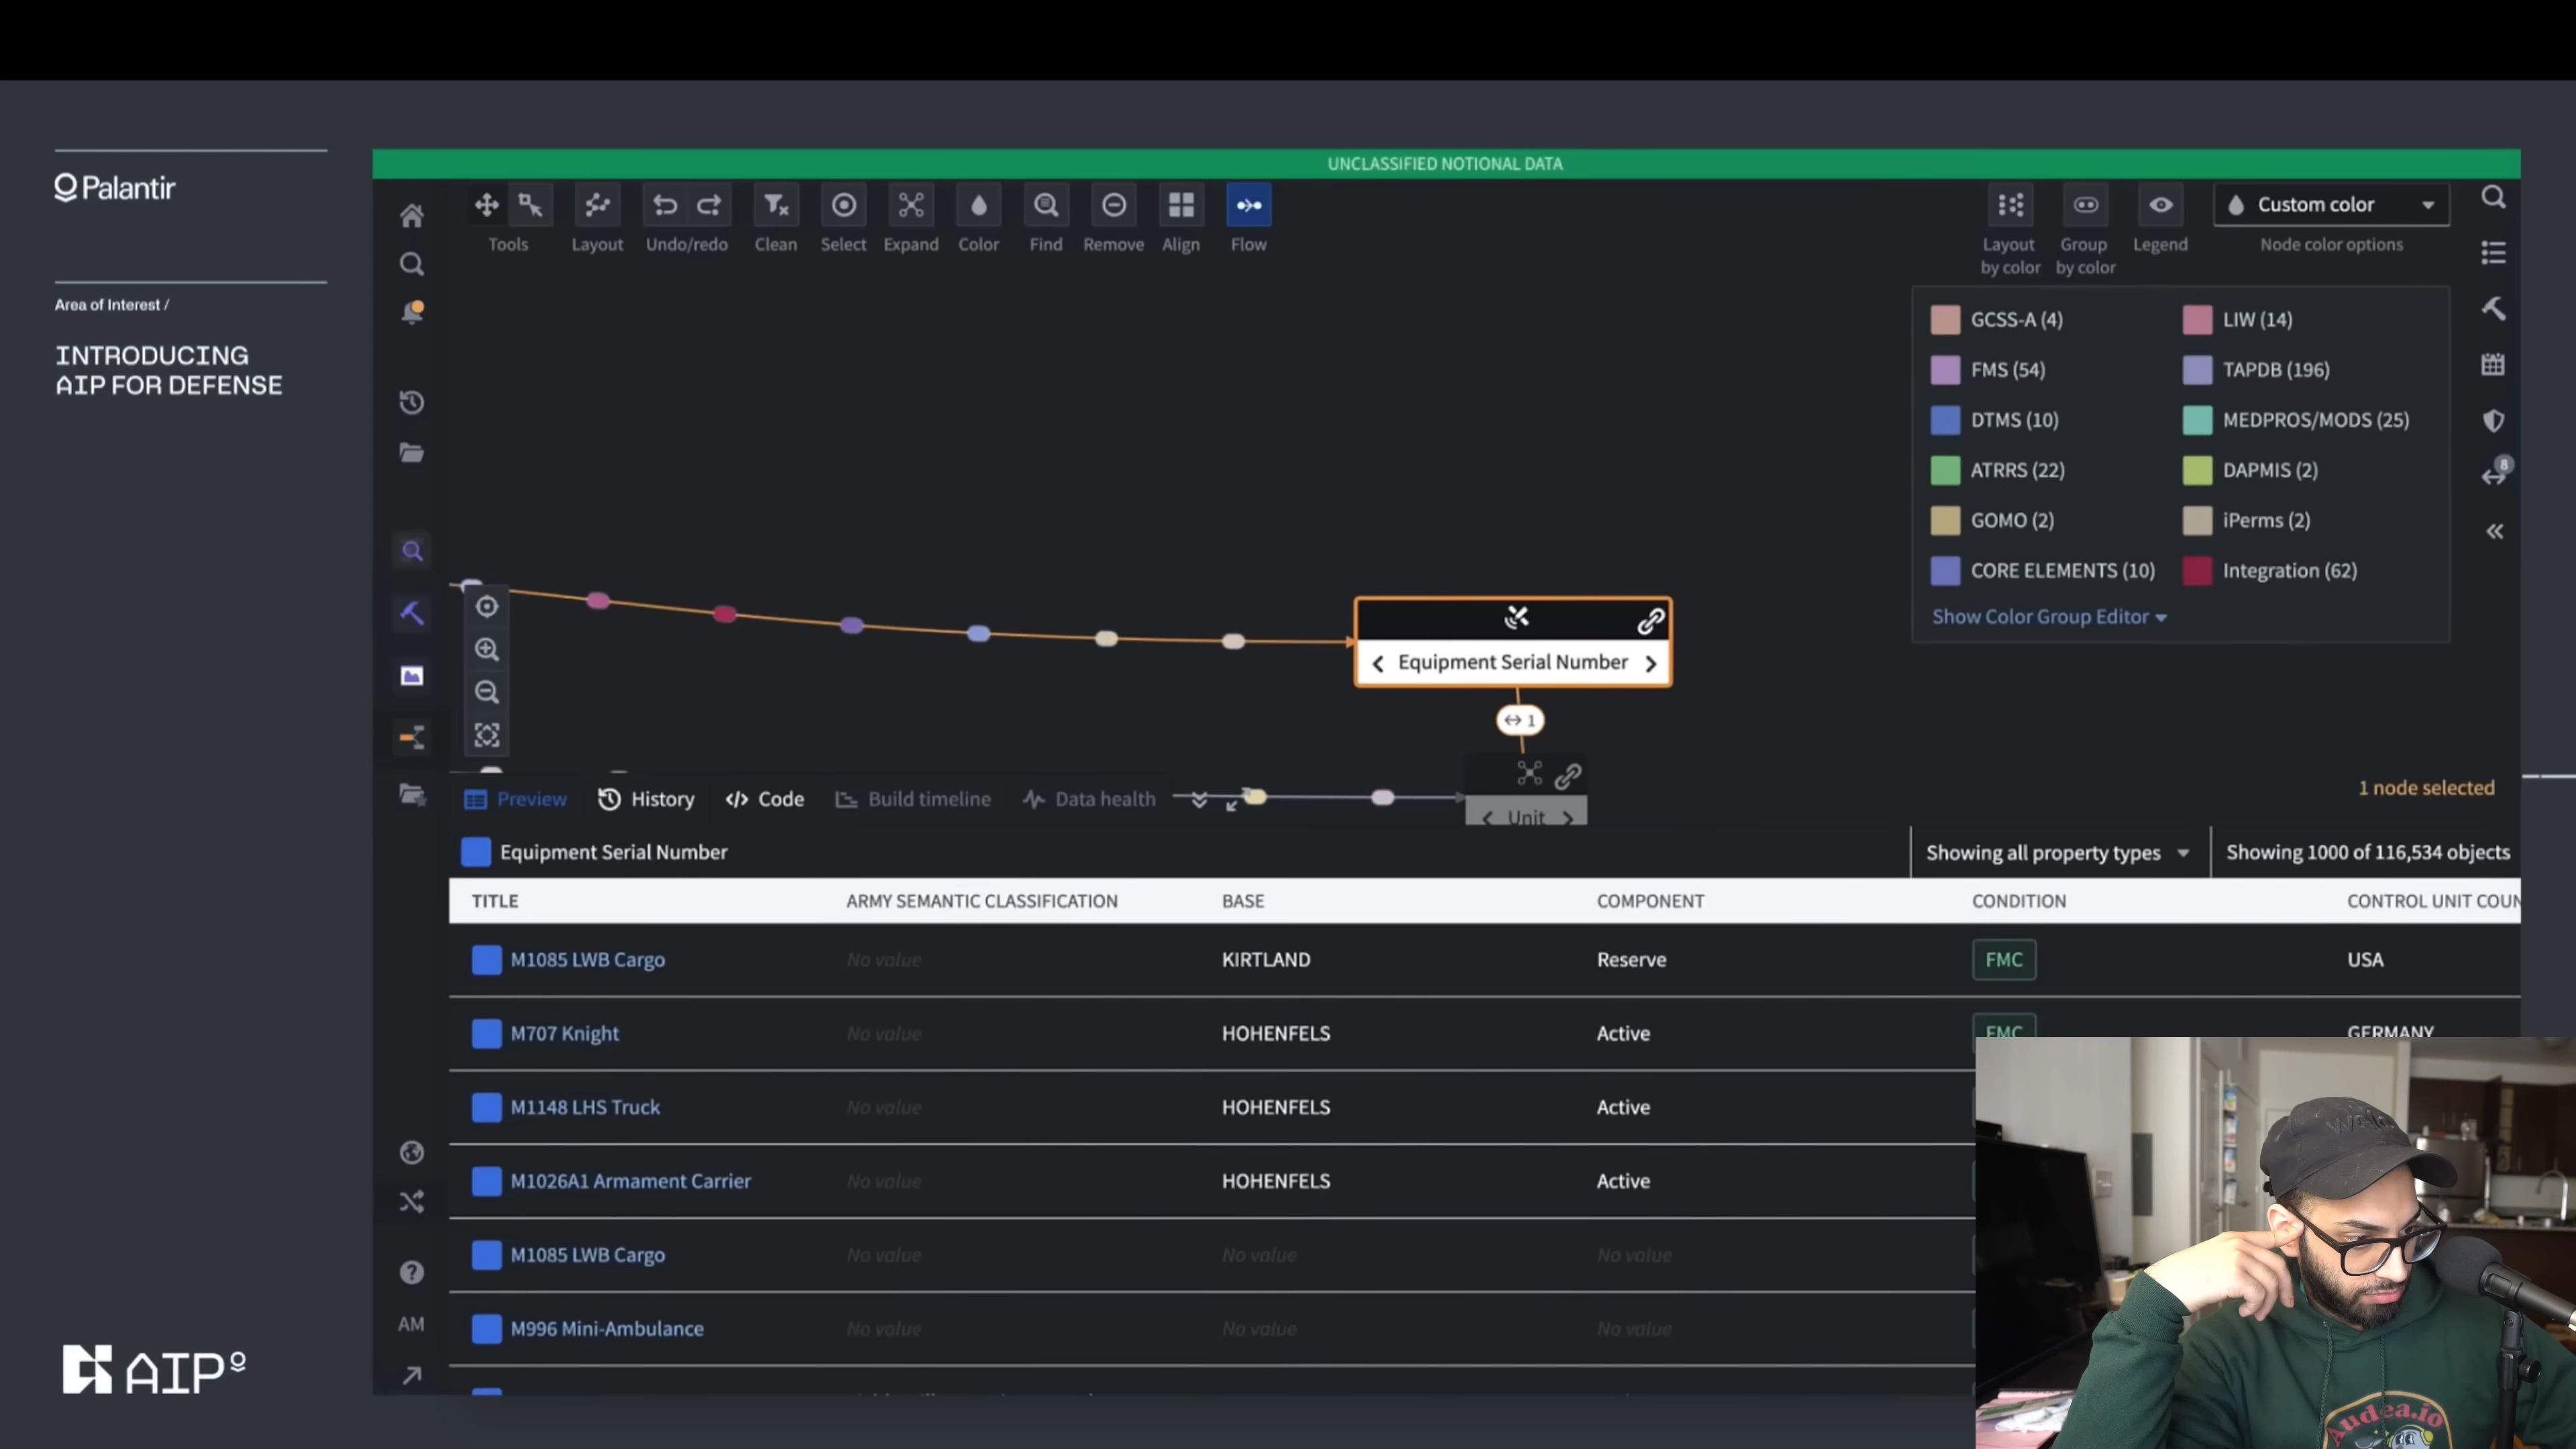 Palantir
Area of Interest /
INTRODUCING
AIP FOR DEFENSE
AIP
UNCLASSIFIED NOTIONAL DATA
Tools Layout Undo/redo Clean Select Expand Color Find Remove Align Flow
Layout by color
Group by color
Legend
Custom color
Node color options
GCSS-A (4) LIW (14)
FMS (54) TAPDB (196)
DTMS (10) MEDPROS/MODS (25)
ATRRS (22) DAPMIS (2)
GOMO (2) iPerms (2)
CORE ELEMENTS (10) Integration (62)
Show Color Group Editor
8
Equipment Serial Number
1
Unit
1 node selected
Preview History Code Build timeline Data health
Equipment Serial Number Showing all property types Showing 1000 of 116,534 objects
TITLE ARMY SEMANTIC CLASSIFICATION BASE COMPONENT CONDITION CONTROL UNIT COUN
M1085 LWB Cargo No value KIRTLAND Reserve FMC USA
M707 Knight No value HOHENFELS Active FMC GERMANY
M1148 LHS Truck No value HOHENFELS Active
M1026A1 Armament Carrier No value HOHENFELS Active
M1085 LWB Cargo No value No value No value
M996 Mini-Ambulance No value No value No value
AM
Audea.io